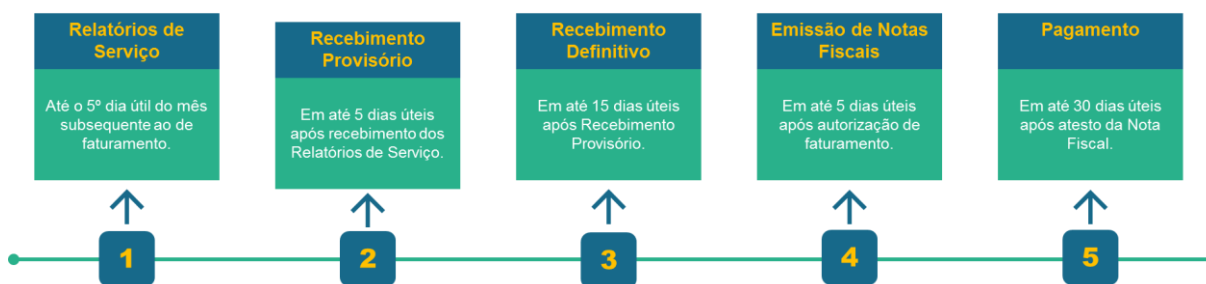 Relatórios de
Serviço
Até o 5º dia útil do mês
subsequente ao de
faturamento.
Recebimento
Provisório
Em até 5 dias úteis
após recebimento dos
Relatórios de Serviço.
Recebimento
Definitivo
Em até 15 dias úteis
após Recebimento
Provisório.
Emissão de Notas
Fiscais
Em até 5 dias úteis
após autorização de
faturamento.
Pagamento
Em até 30 dias úteis
após atesto da Nota
Fiscal.
1
2
3
4
5